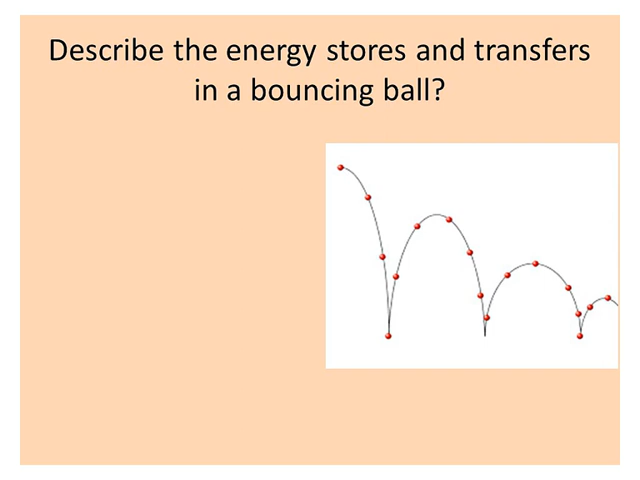 Describe the energy stores and transfers
in a bouncing ball?